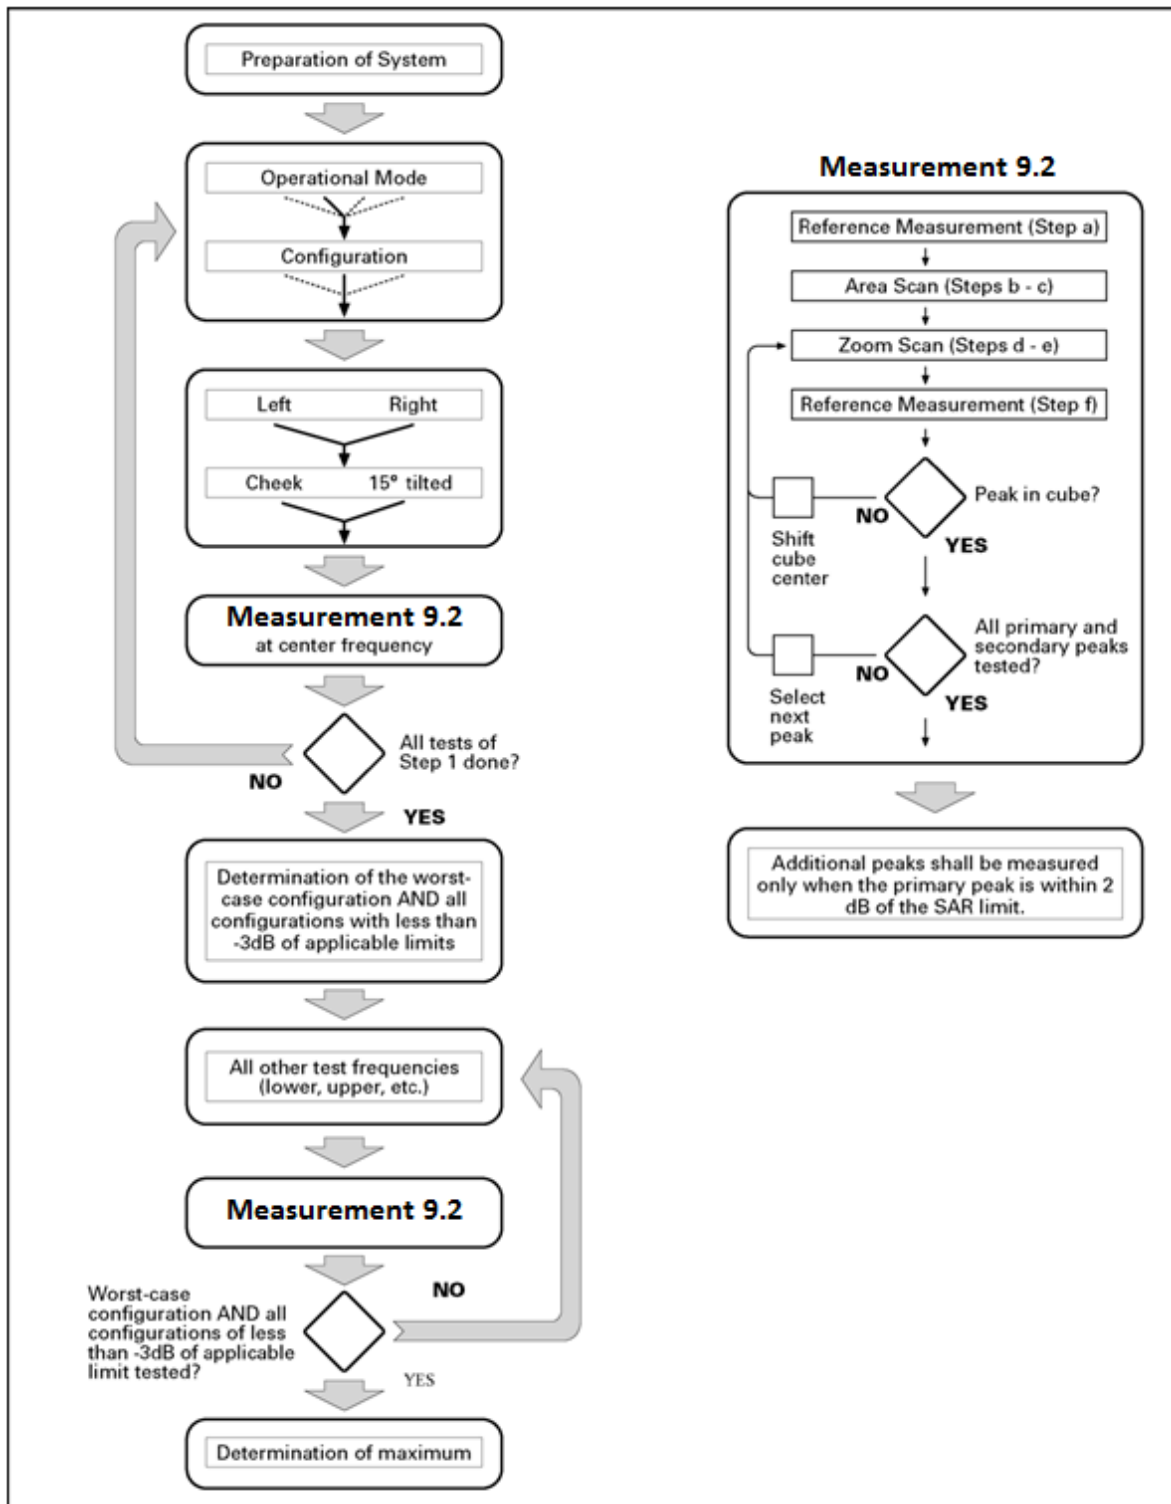 Preparation of System
Operational Mode
Configuration
Left Right
Cheek 15° tilted
Measurement 9.2
at center frequency
All tests of
Step 1 done?
NO
YES
Determination of the worst-
case configuration AND all
configurations with less than
-3dB of applicable limits
All other test frequencies
(lower, upper, etc.)
Measurement 9.2
NO
Worst-case
configuration AND all
configurations of less
than -3dB of applicable
limit tested?
YES
Determination of maximum
Measurement 9.2
Reference Measurement (Step a)
Area Scan (Steps b - c)
Zoom Scan (Steps d - e)
Reference Measurement (Step f)
Peak in cube?
NO
Shift
cube
center
YES
All primary and
secondary peaks
tested?
NO
Select
next
peak
YES
Additional peaks shall be measured
only when the primary peak is within 2
dB of the SAR limit.